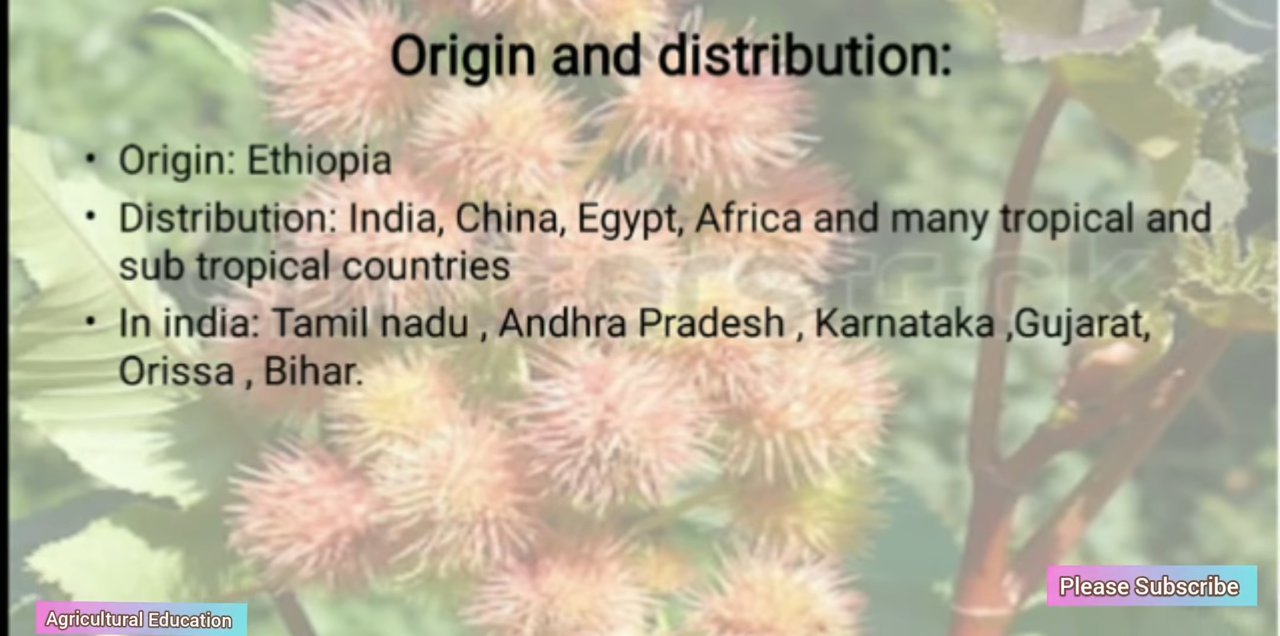 Origin and distribution:
• Origin: Ethiopia
• Distribution: India, China, Egypt, Africa and many tropical and
sub tropical countries
• In india: Tamil nadu , Andhra Pradesh , Karnataka ,Gujarat,
Orissa , Bihar.
Please Subscribe
Agricultural Education